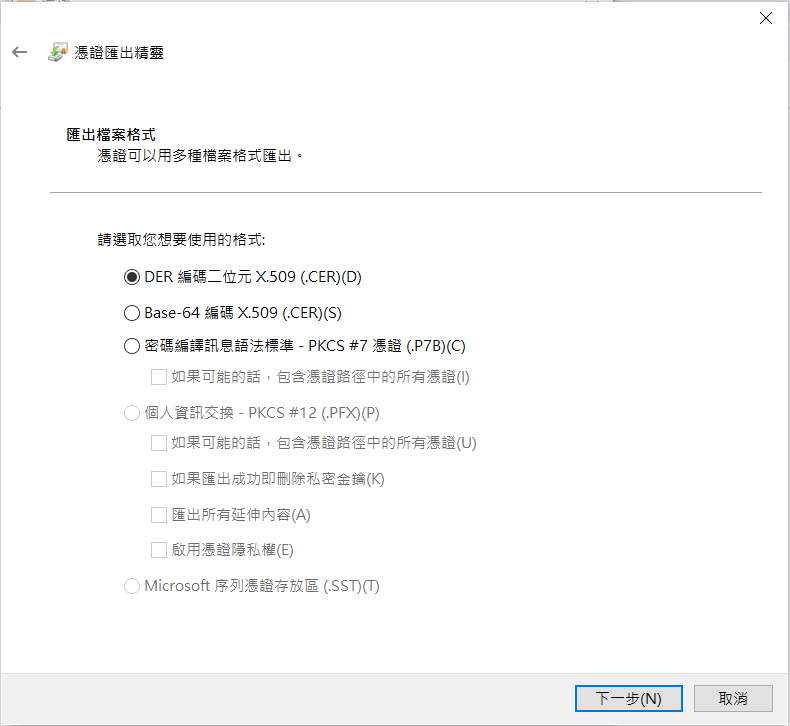 憑證匯出精靈
匯出檔案格式
憑證可以用多種檔案格式匯出。
請選取您想要使用的格式:
DER 編碼二位元 X.509 (.CER)(D)
Base-64 編碼 X.509 (.CER)(S)
密碼編譯訊息語法標準 - PKCS #7 憑證 (.P7B)(C)
如果可能的話，包含憑證路徑中的所有憑證(I)
個人資訊交換 - PKCS #12 (.PFX)(P)
如果可能的話，包含憑證路徑中的所有憑證(U)
如果匯出成功即刪除私密金鑰(K)
匯出所有延伸內容(A)
啟用憑證隱私權(E)
Microsoft 序列憑證存放區 (.SST)(T)
下一步(N)
取消